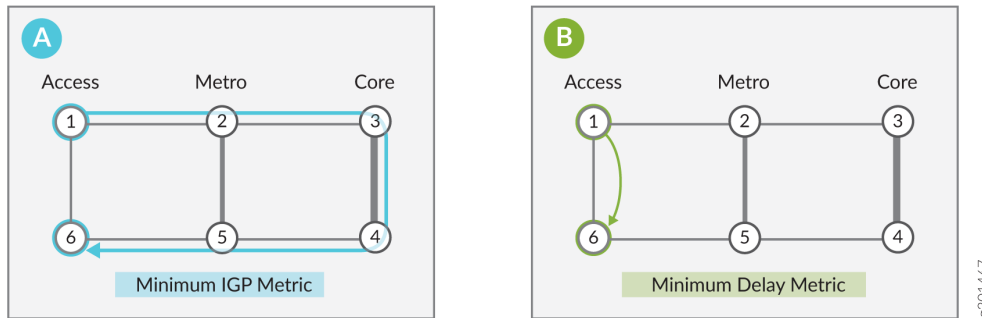 A
Access Metro Core
1 2 3
6 5 4
Minimum IGP Metric
B
Access Metro Core
1 2 3
6 5 4
Minimum Delay Metric